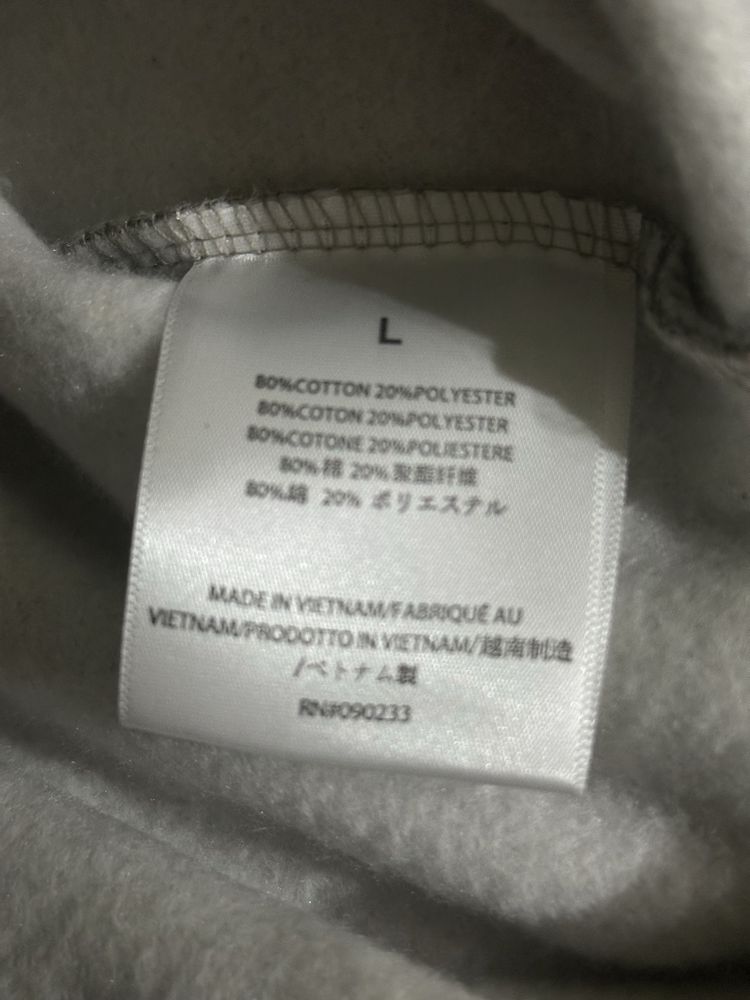 L
80%COTTON 20%POLYESTER
80%COTON 20%POLYESTER
80%COTONE 20%POLIESTERE
80%棉 20%聚酯纤维
80%綿 20% ポリエステル
MADE IN VIETNAM/FABRIQUÉ AU
VIETNAM/PRODOTTO IN VIETNAM/越南制造
/ベトナム製
RN#090233